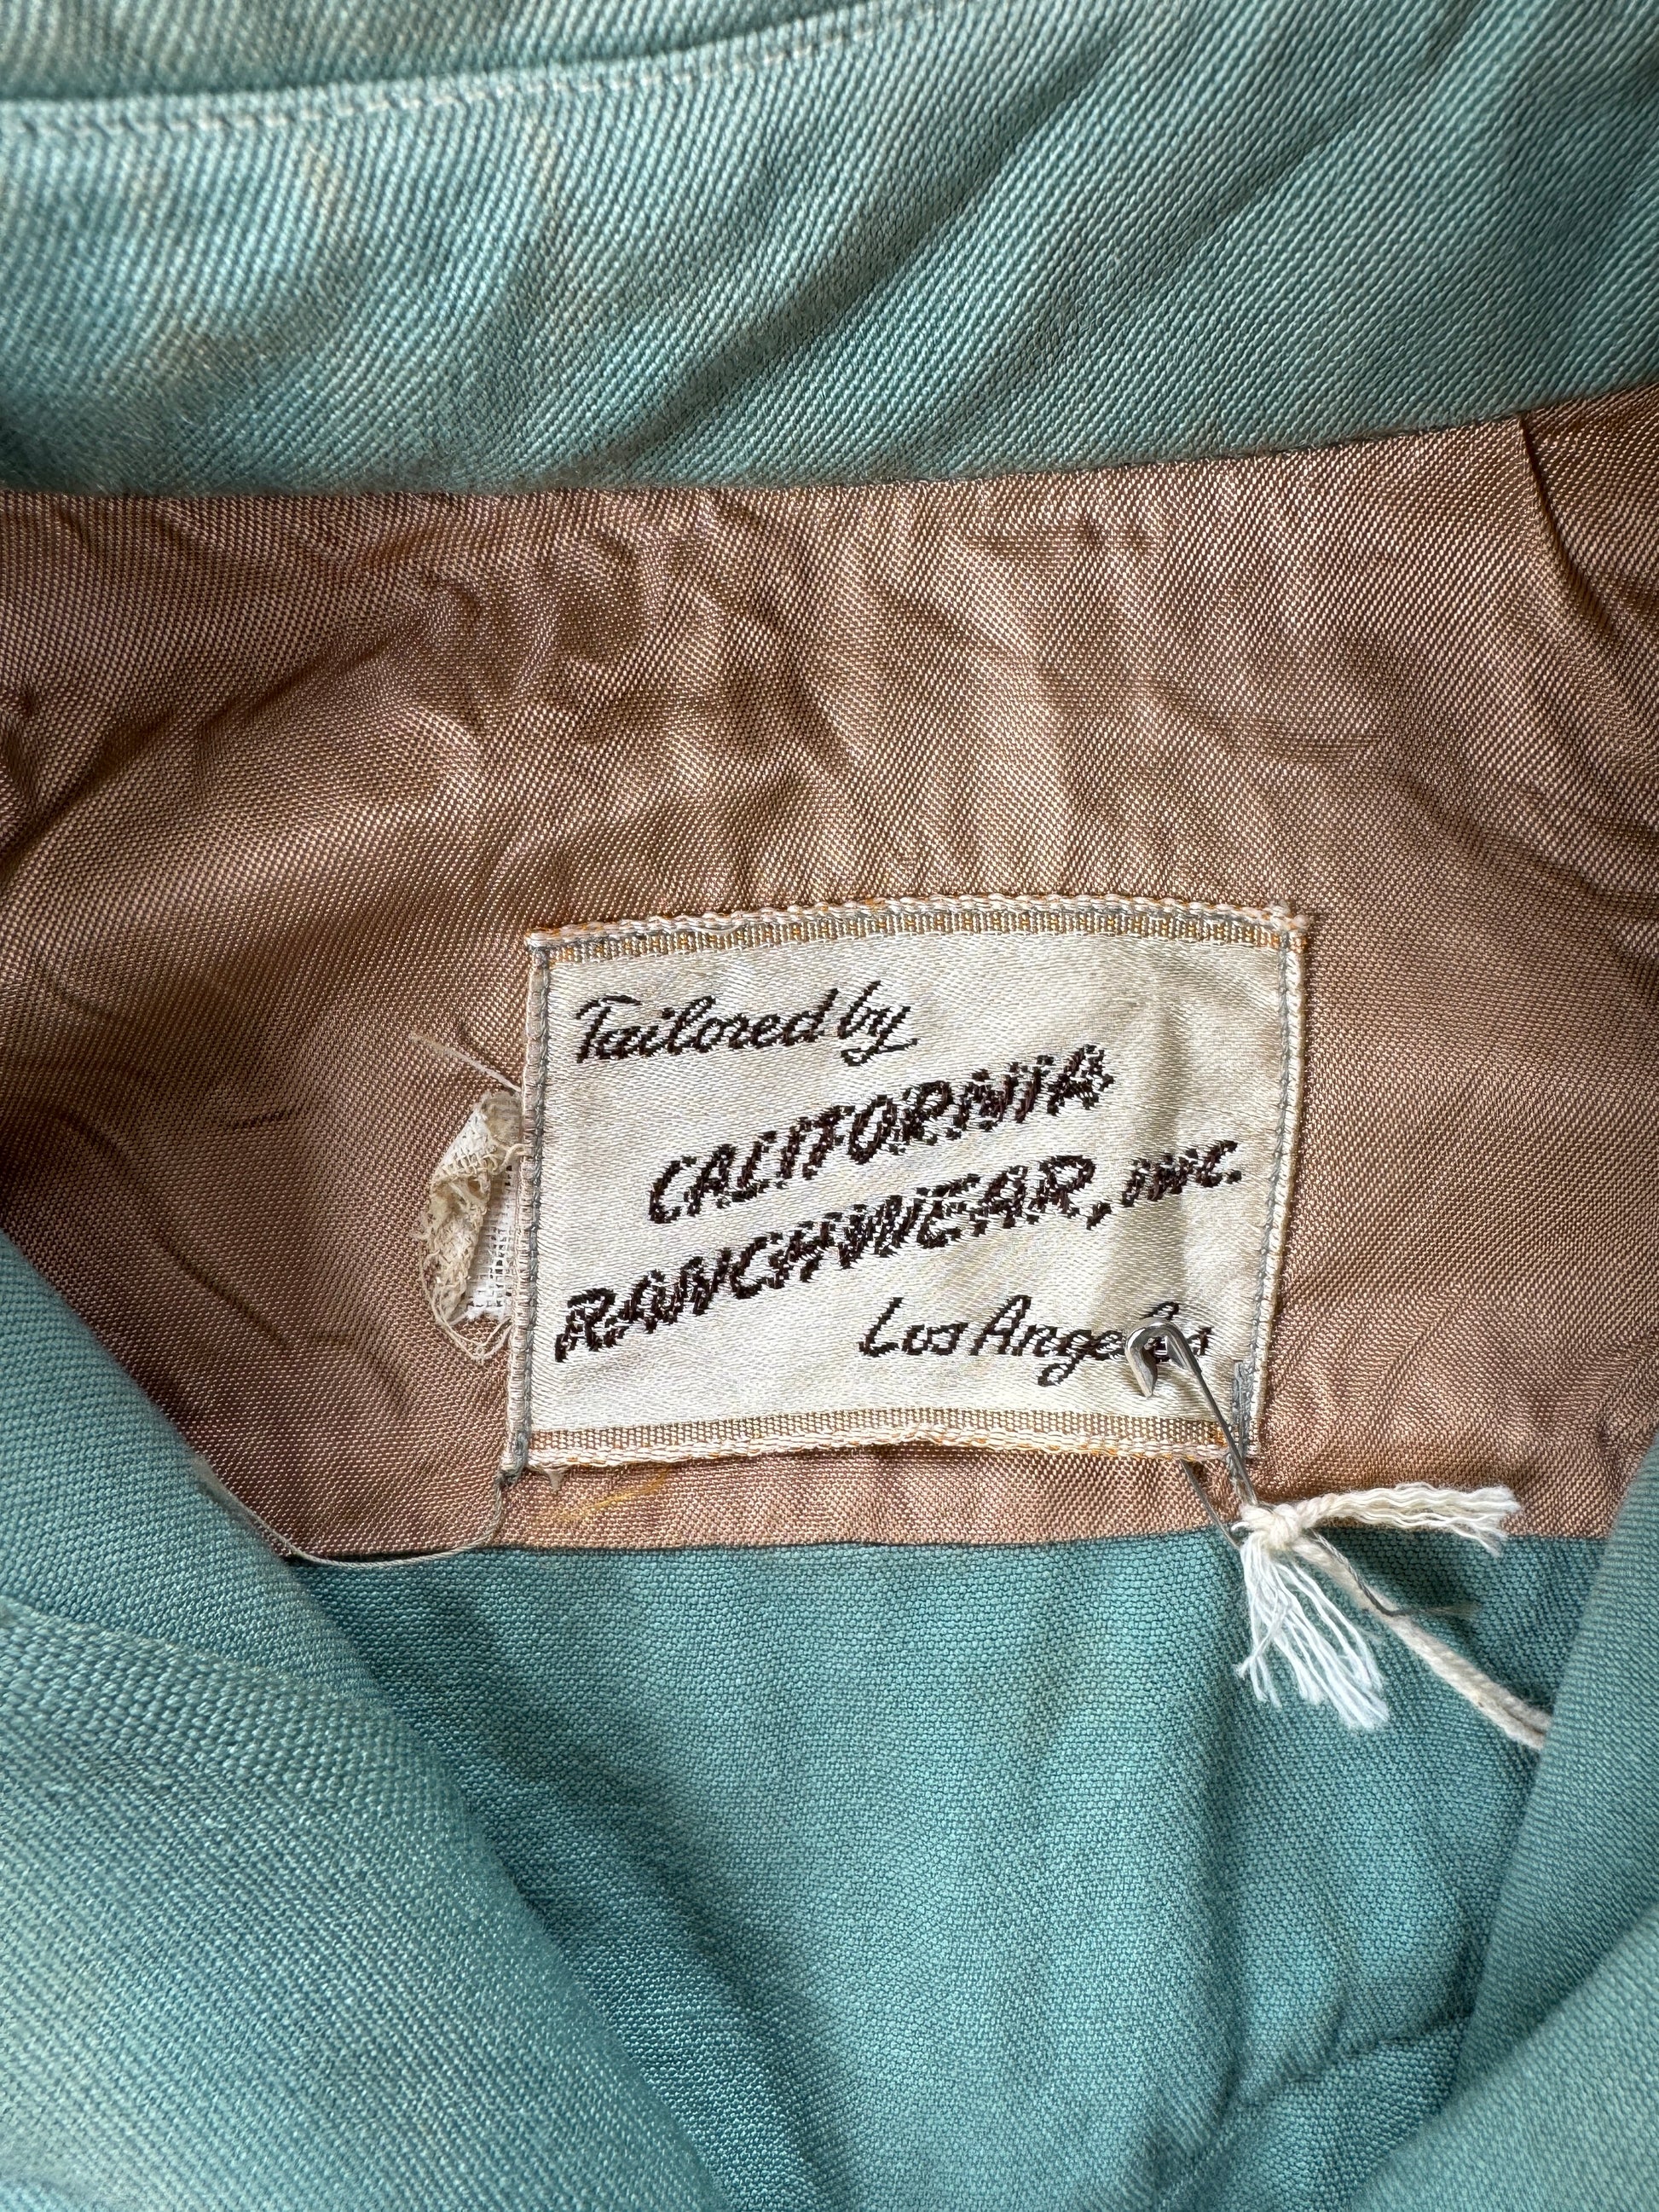 Tailored by
CALIFORNIA
RANCHWEAR, INC.
Los Angeles